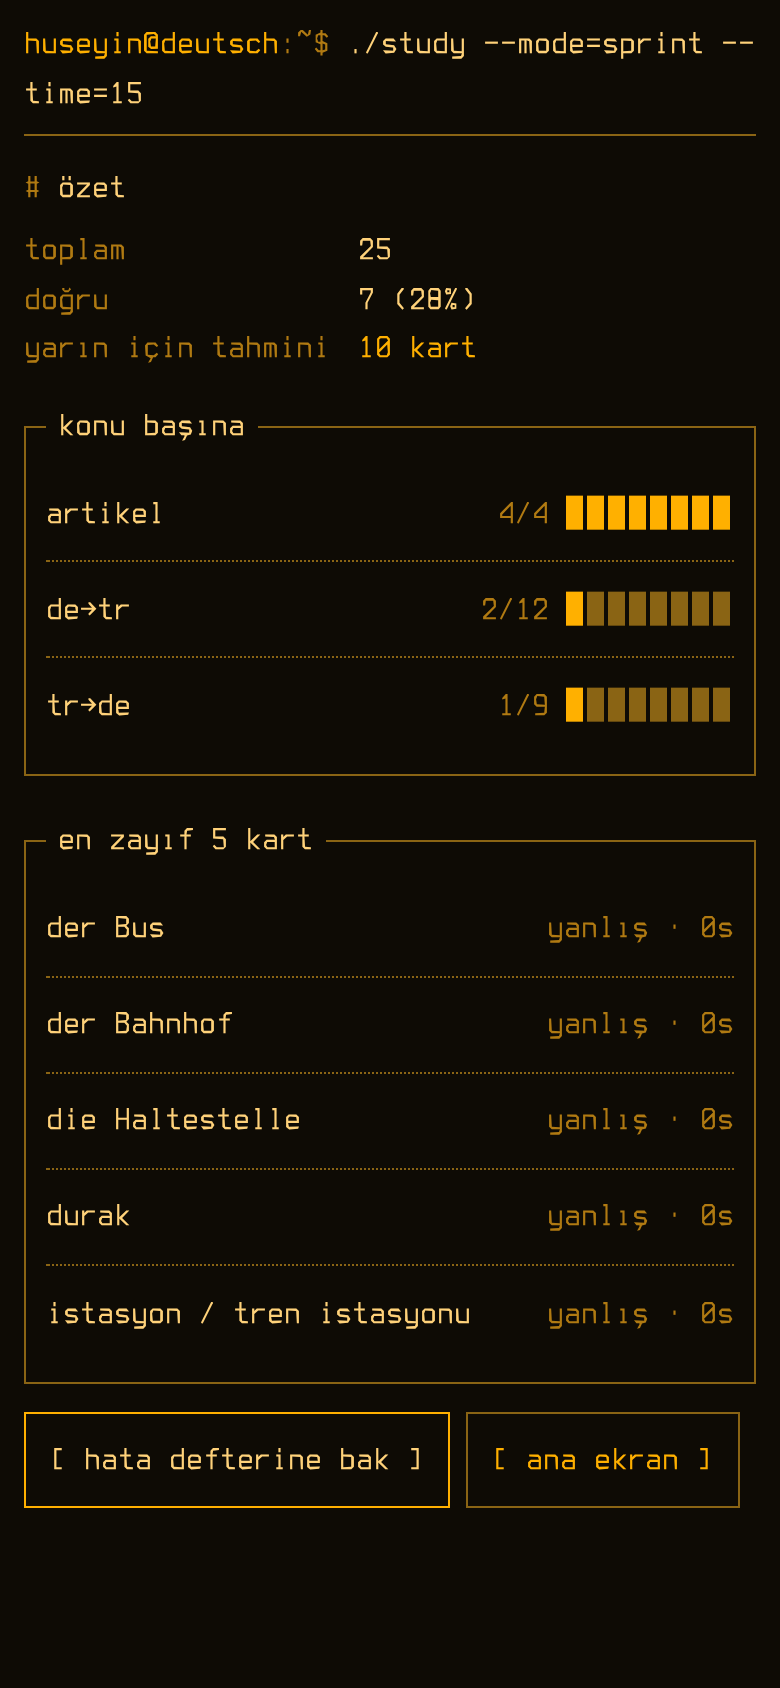 huseyin@deutsch:~$ ./study --mode=sprint --
time=15
# özet
toplam 25
doğru 7 (28%)
yarın için tahmini 10 kart
konu başına
artikel 4/4
de→tr 2/12
tr→de 1/9
en zayıf 5 kart
der Bus yanlış · 0s
der Bahnhof yanlış · 0s
die Haltestelle yanlış · 0s
durak yanlış · 0s
istasyon / tren istasyonu yanlış · 0s
[ hata defterine bak ] [ ana ekran ]